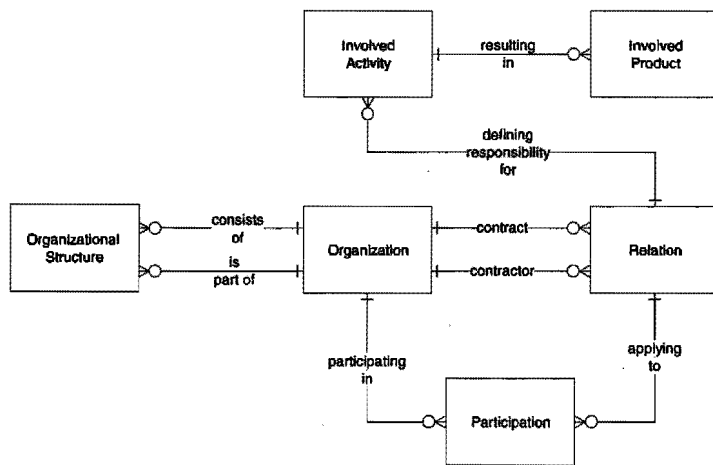 Involved
Activity
resulting
in
Involved
Product
defining
responsibility
for
Organizational
Structure
consists
of
is
part of
Organization
contract
contractor
Relation
participating
in
applying
to
Participation